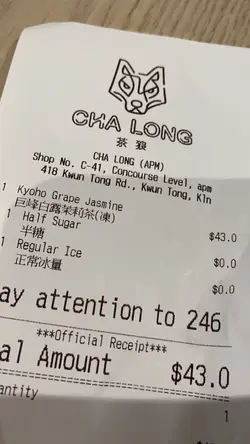 CHA LONG
茶 狼
CHA LONG (APM)
Shop No. C-41, Concourse Level, apm
418 Kwun Tong Rd., Kwun Tong, Kln
1 Kyoho Grape Jasmine
巨峰白露茉莉茶(凍) $43.0
1 Half Sugar
半糖 $0.0
1 Regular Ice
正常冰量 $0.0
ay attention to 246
***Official Receipt***
al Amount $43.0
antity 1